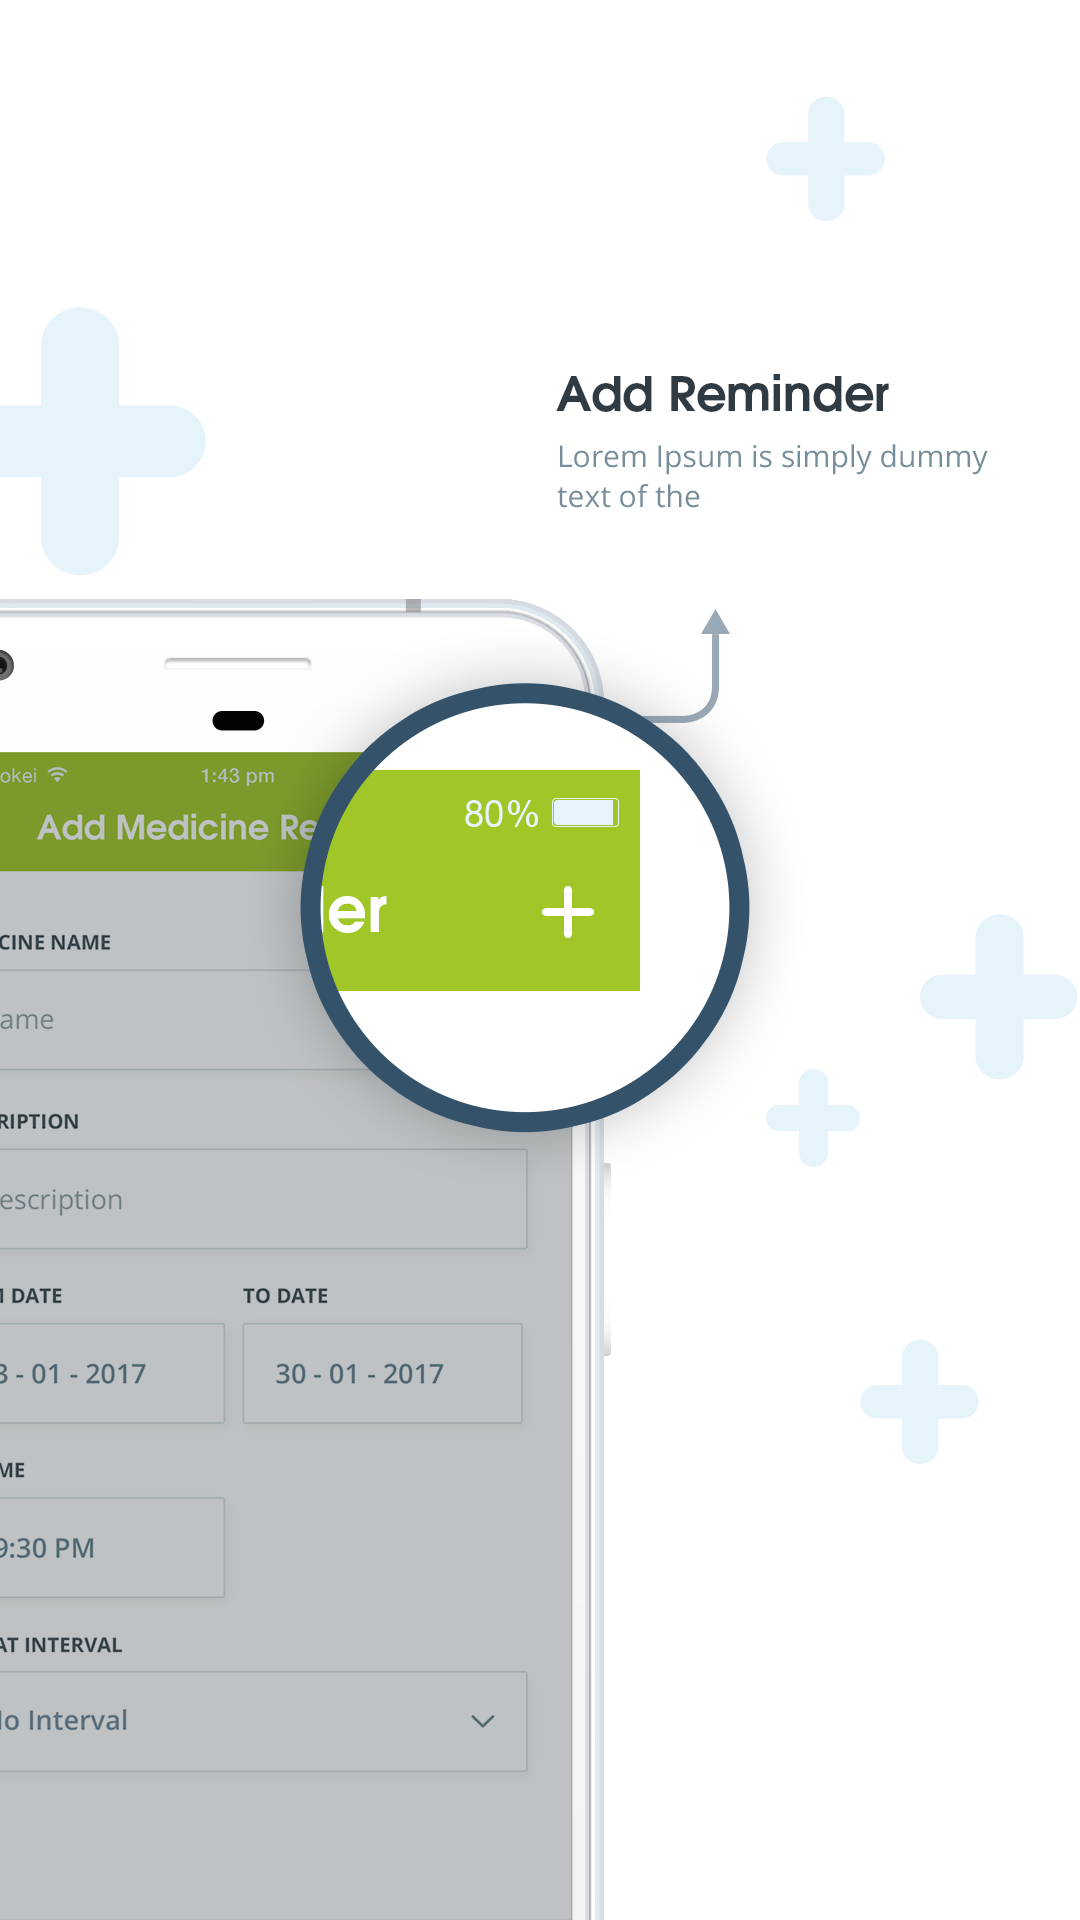 Add Reminder
Lorem Ipsum is simply dummy
text of the
okei
1:43 pm
80%
Add Medicine Re
er
CINE NAME
ame
RIPTION
escription
DATE
TO DATE
- 01 - 2017
30 - 01 - 2017
ME
9:30 PM
AT INTERVAL
o Interval